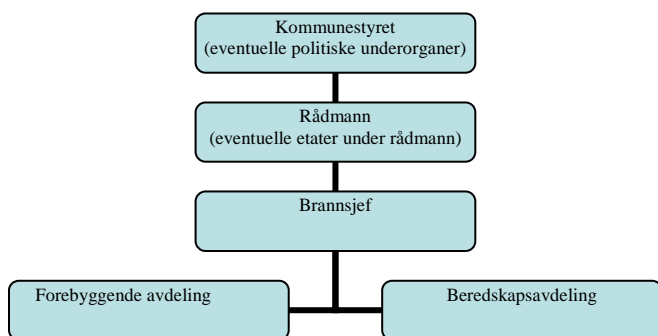 Kommunestyret
(eventuelle politiske underorganer)
Rådmann
(eventuelle etater under rådmann)
Brannsjef
Forebyggende avdeling
Beredskapsavdeling